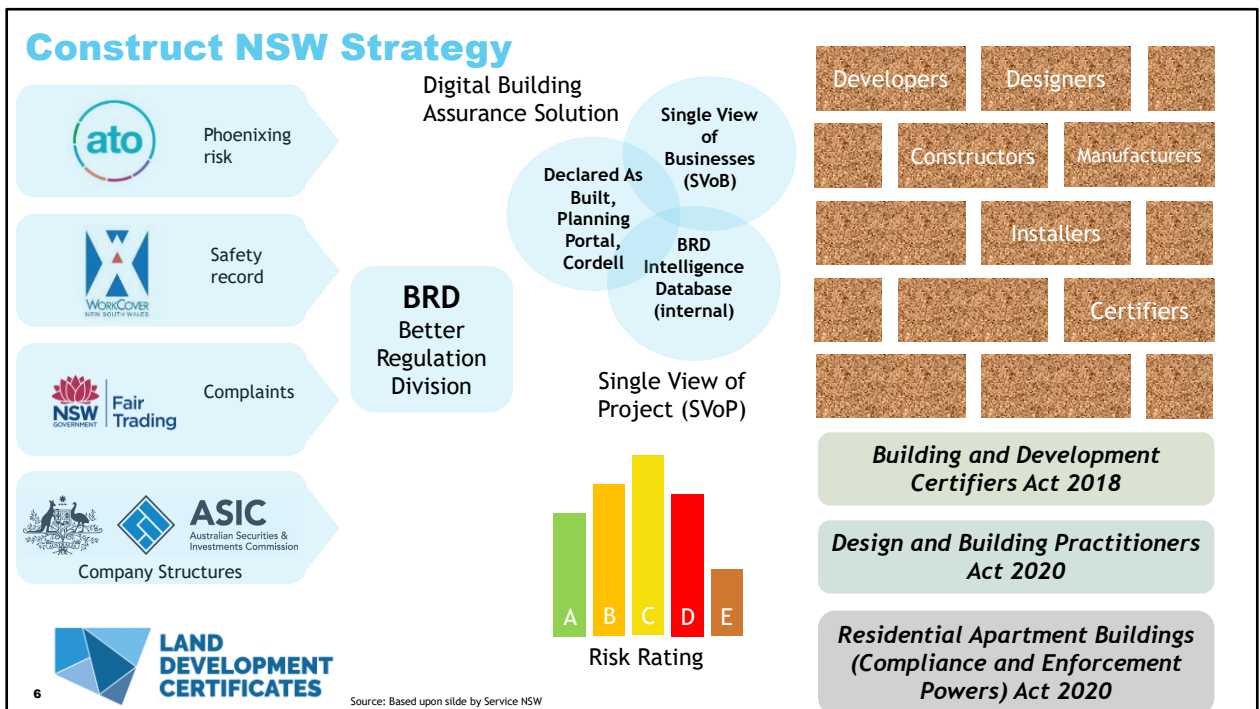 Construct NSW Strategy
ato
Phoenixing
risk
WORKCOVER
NEW SOUTH WALES
Safety
record
NSW
GOVERNMENT
Fair
Trading
Complaints
ASIC
Australian Securities &
Investments Commission
Company Structures
LAND
DEVELOPMENT
CERTIFICATES
6
Source: Based upon silde by Service NSW
BRD
Better
Regulation
Division
Digital Building
Assurance Solution
Single View
of
Businesses
(SVoB)
Declared As
Built,
Planning
Portal,
Cordell
BRD
Intelligence
Database
(internal)
Single View of
Project (SVoP)
A B C D E
Risk Rating
Developers
Designers
Constructors
Manufacturers
Installers
Certifiers
Building and Development
Certifiers Act 2018
Design and Building Practitioners
Act 2020
Residential Apartment Buildings
(Compliance and Enforcement
Powers) Act 2020